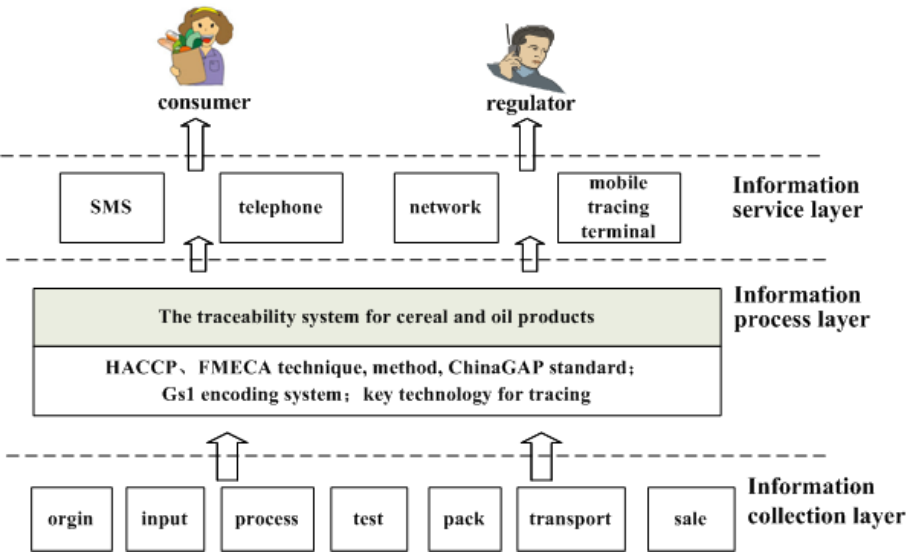 consumer
regulator
SMS
telephone
network
mobile
tracing
terminal
Information
service layer
Information
process layer
The traceability system for cereal and oil products
HACCP、FMECA technique, method, ChinaGAP standard；
Gs1 encoding system；key technology for tracing
orgin
input
process
test
pack
transport
sale
Information
collection layer